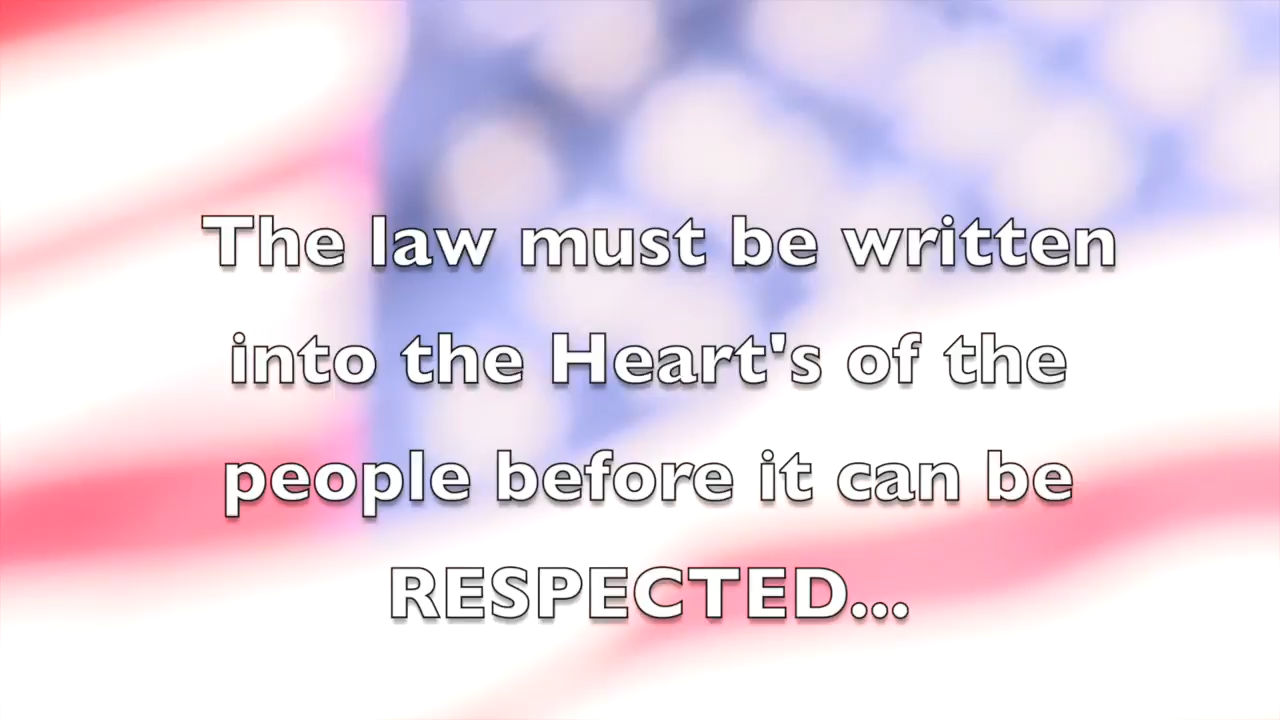 The law must be written
into the Heart's of the
people before it can be
RESPECTED...